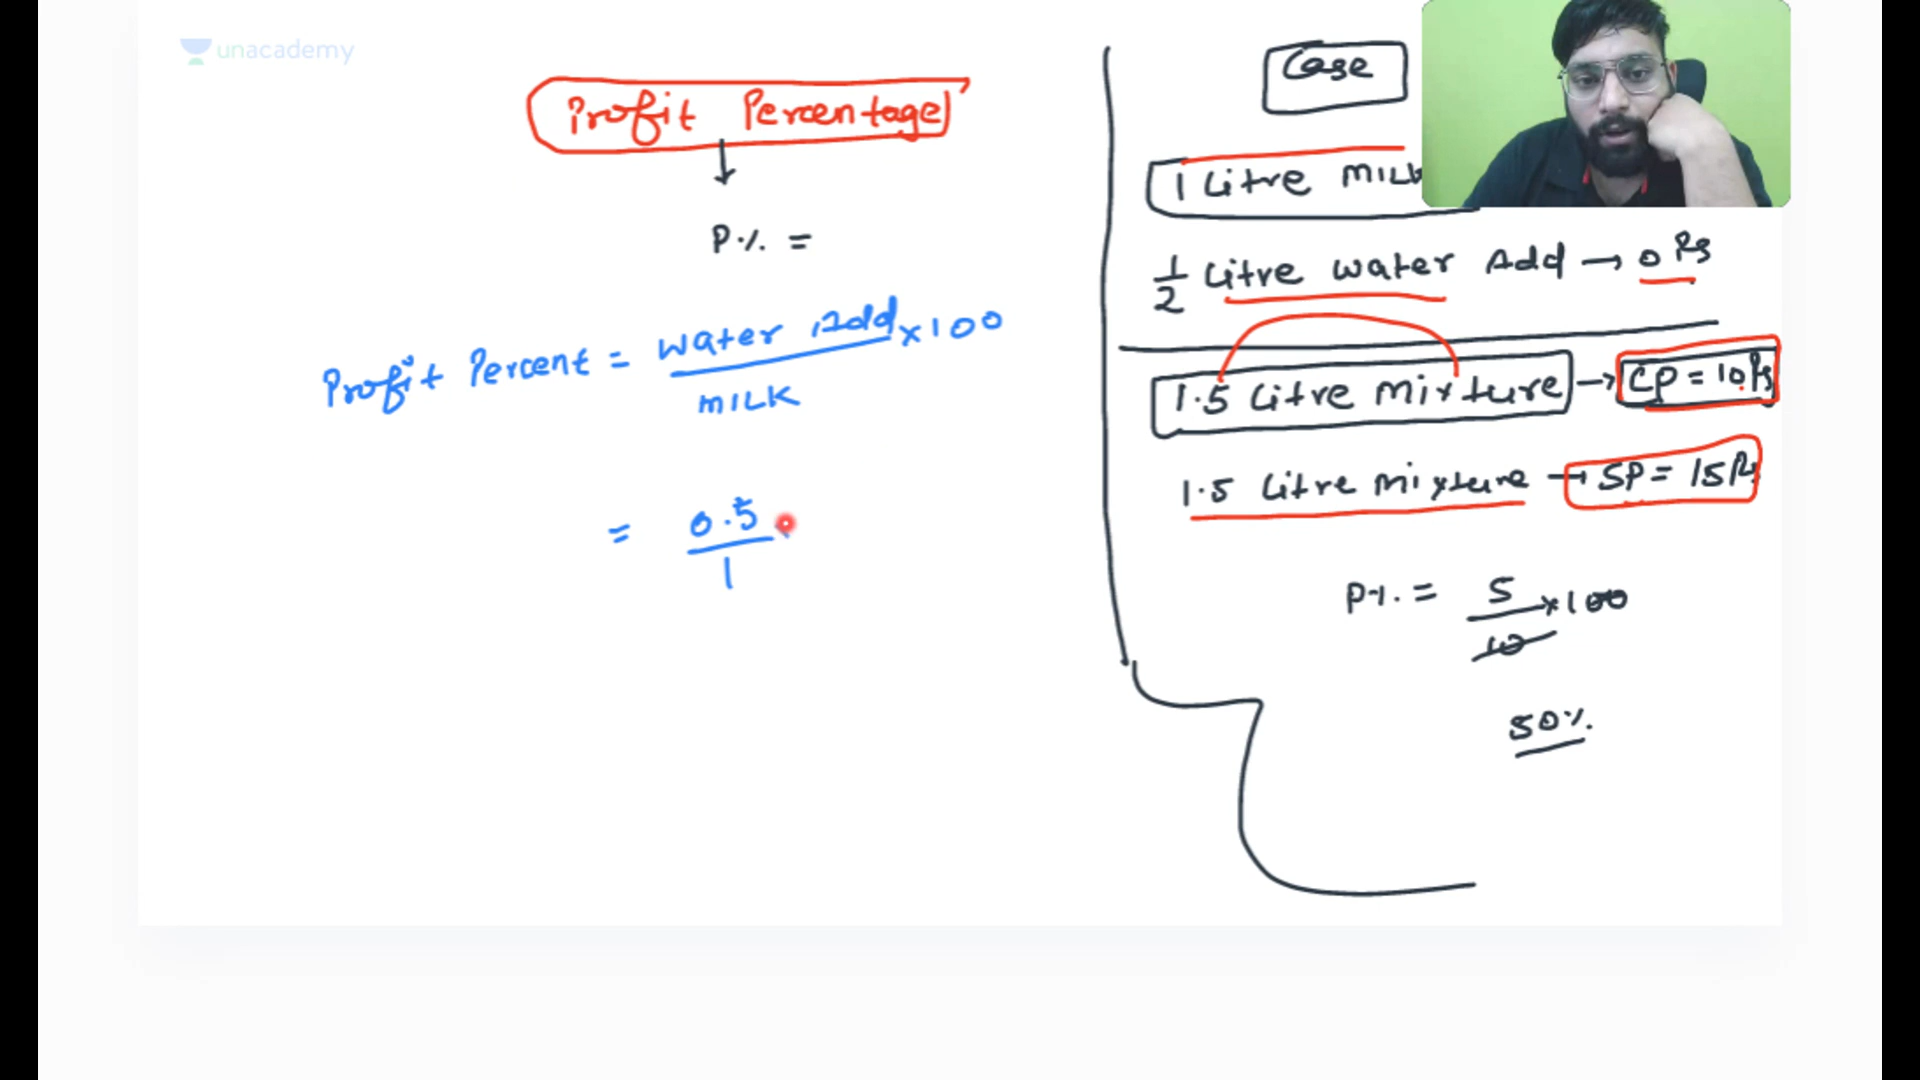 unacademy
Profit Percentage
P.%. =
Profit Percent = Water Add × 100
MILK
= 0.5
1
Case
1 Litre MILK
1/2 Litre Water Add → 0 Rs
1.5 Litre Mixture → CP = 10 Rs
1.5 Litre Mixture → SP = 15 Rs
P%. = 5 × 100
10
50%.